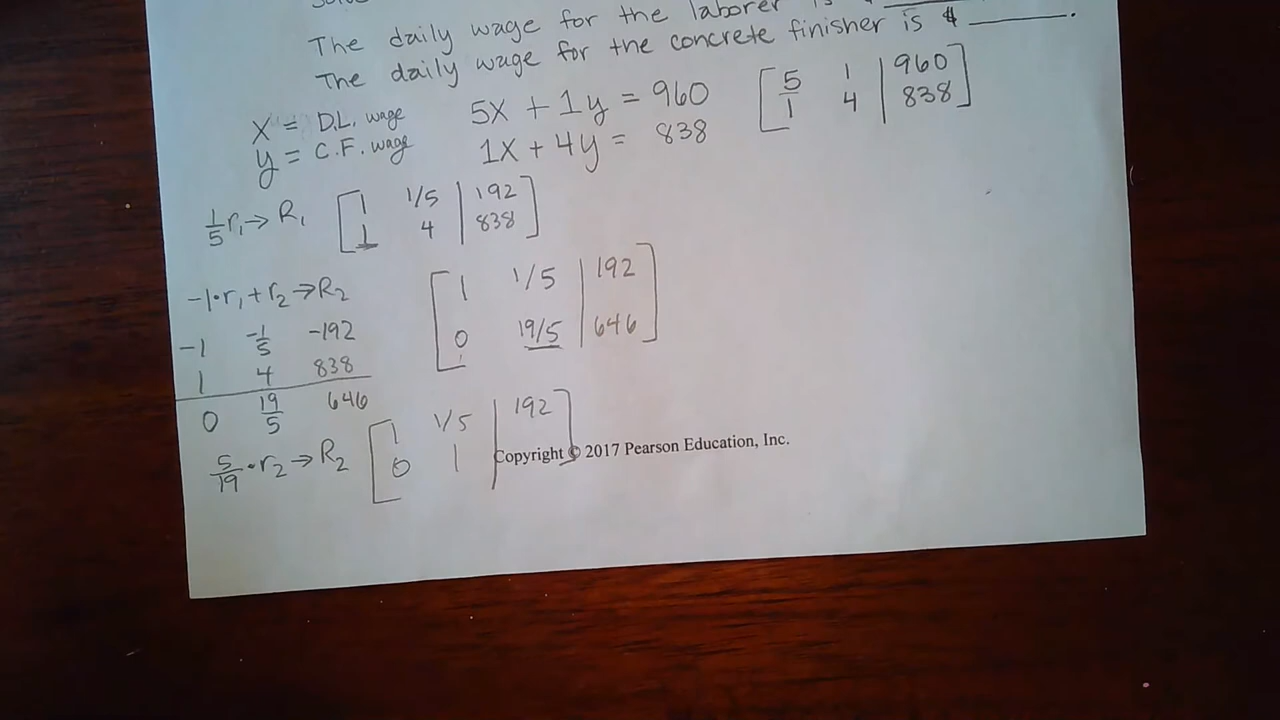 Solve
The daily wage for the laborer is $ ______
The daily wage for the concrete finisher is $ ______.
x = D.L. wage 5x + 1y = 960 [5 1 | 960]
y = C.F. wage 1x + 4y = 838 [1 4 | 838]
1/5 r₁ → R₁ [1 1/5 | 192]
[1 4 | 838]
-1·r₁ + r₂ → R₂ [1 1/5 | 192]
-1 -1/5 -192 [0 19/5 | 646]
1 4 838
0 19/5 646
[1 1/5 | 192]
5/19 · r₂ → R₂ [0 1 | ]
Copyright © 2017 Pearson Education, Inc.